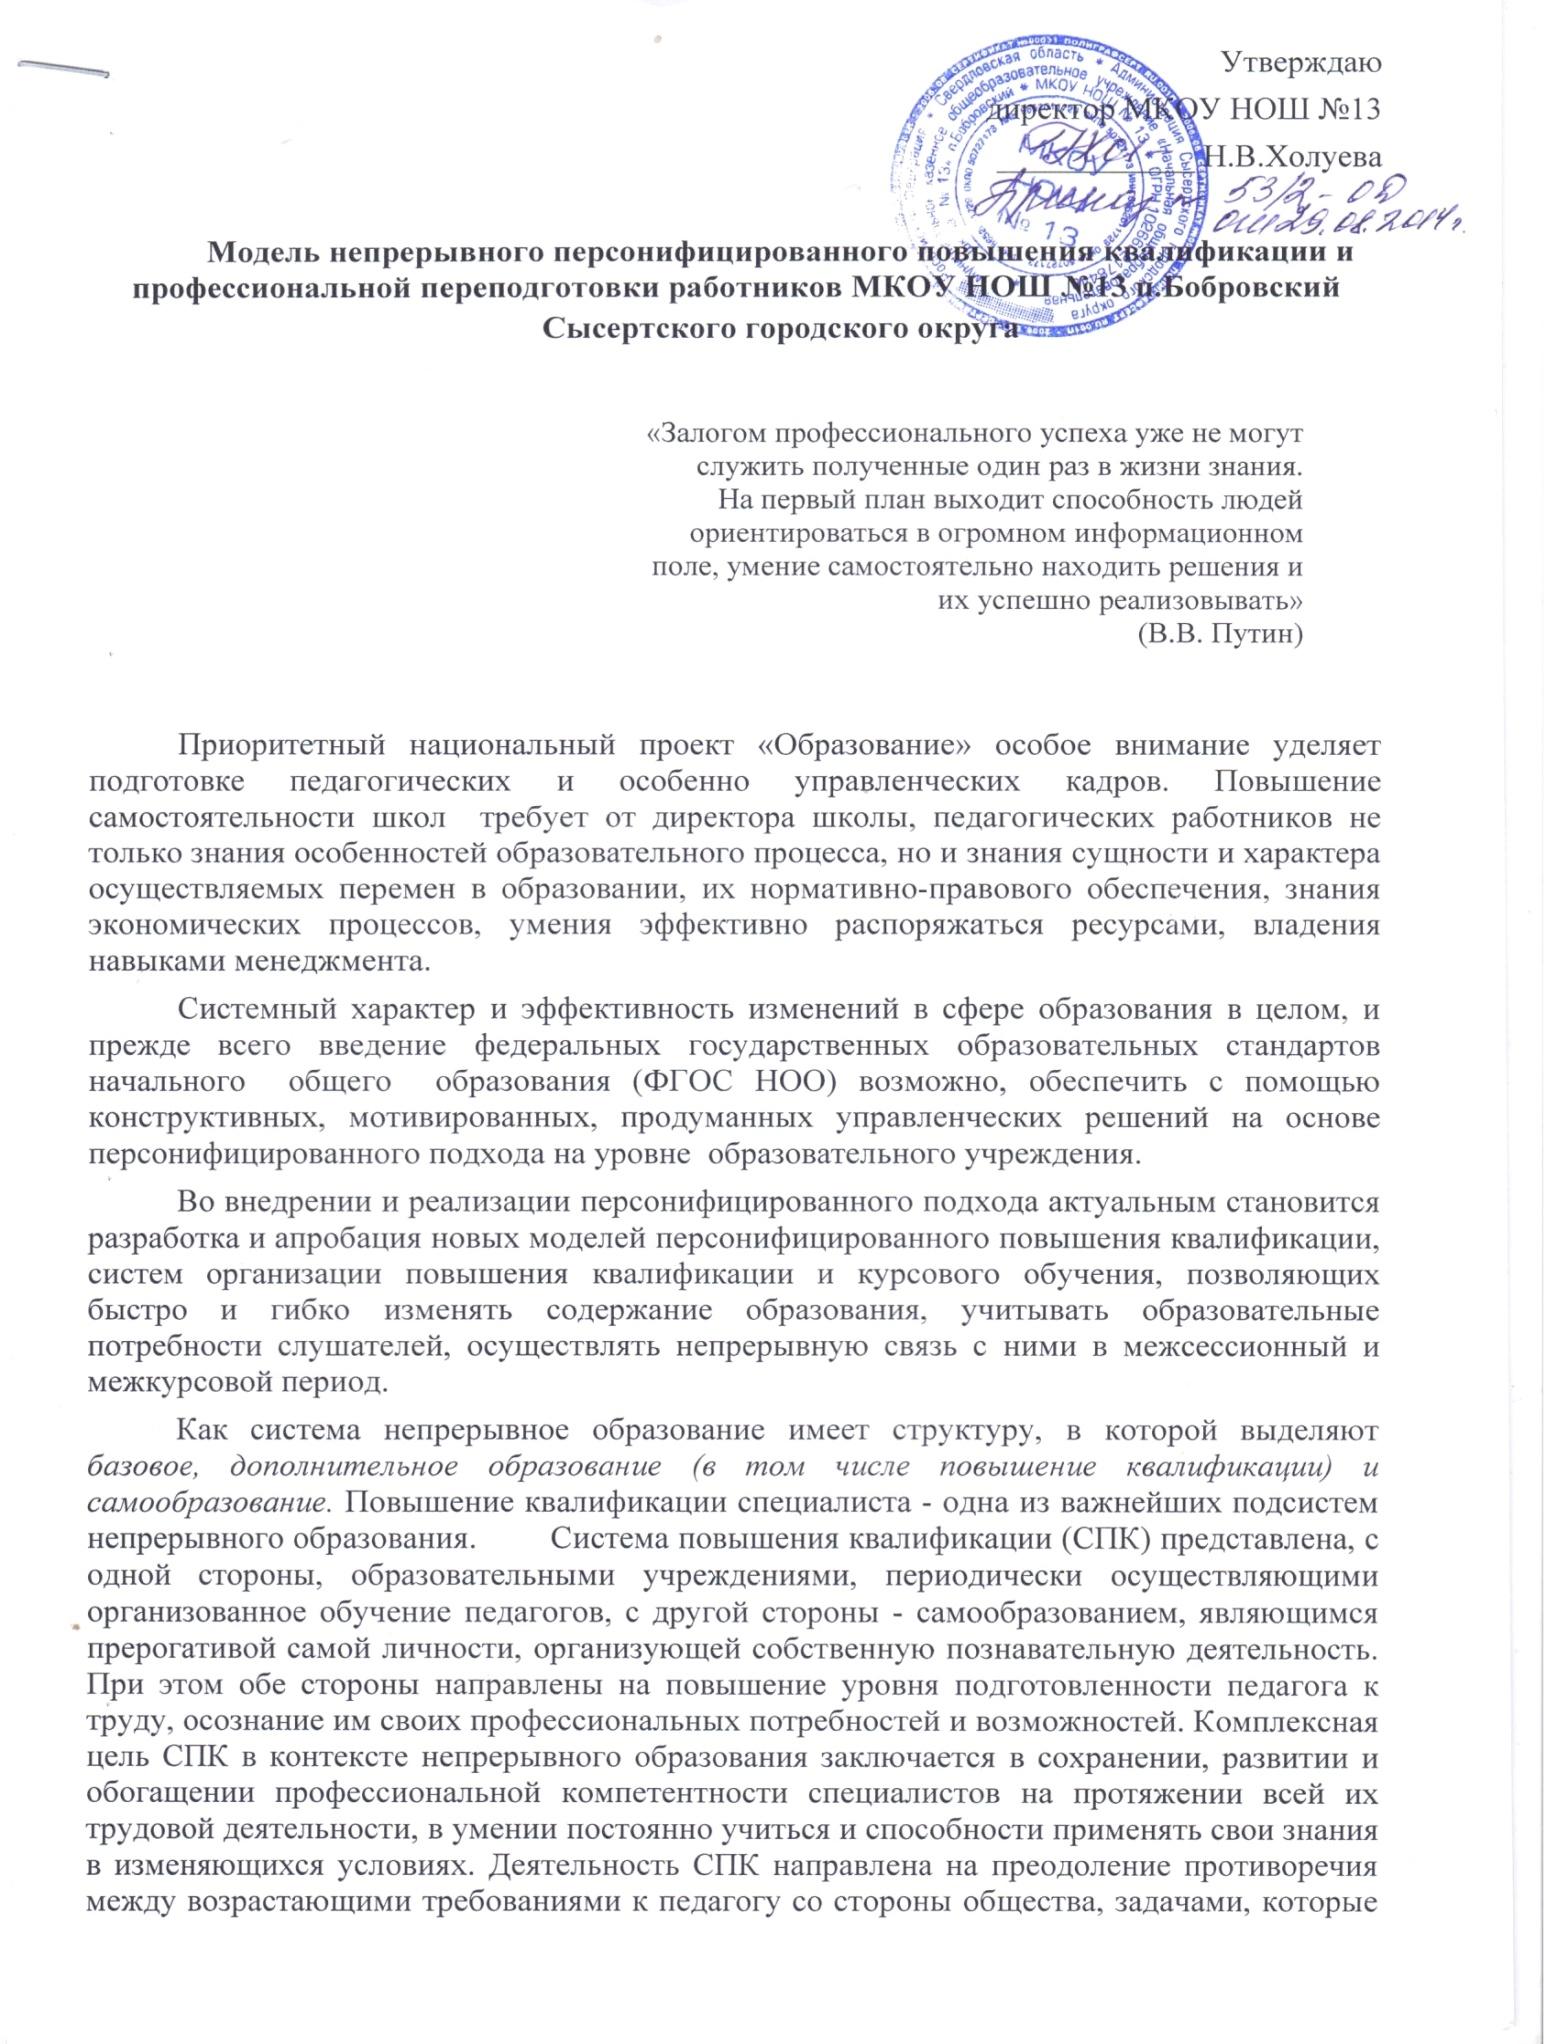 Утверждаю
директор МКОУ НОШ №13
Н.В.Холуева
Приказ 53/2-ОД
от 29.08.2014г.
МКОУ
НОШ
№ 13
Модель непрерывного персонифицированного повышения квалификации и
профессиональной переподготовки работников МКОУ НОШ №13 п.Бобровский
Сысертского городского округа
«Залогом профессионального успеха уже не могут
служить полученные один раз в жизни знания.
На первый план выходит способность людей
ориентироваться в огромном информационном
поле, умение самостоятельно находить решения и
их успешно реализовывать»
(В.В. Путин)
Приоритетный национальный проект «Образование» особое внимание уделяет
подготовке педагогических и особенно управленческих кадров. Повышение
самостоятельности школ требует от директора школы, педагогических работников не
только знания особенностей образовательного процесса, но и знания сущности и характера
осуществляемых перемен в образовании, их нормативно-правового обеспечения, знания
экономических процессов, умения эффективно распоряжаться ресурсами, владения
навыками менеджмента.
Системный характер и эффективность изменений в сфере образования в целом, и
прежде всего введение федеральных государственных образовательных стандартов
начального общего образования (ФГОС НОО) возможно, обеспечить с помощью
конструктивных, мотивированных, продуманных управленческих решений на основе
персонифицированного подхода на уровне образовательного учреждения.
Во внедрении и реализации персонифицированного подхода актуальным становится
разработка и апробация новых моделей персонифицированного повышения квалификации,
систем организации повышения квалификации и курсового обучения, позволяющих
быстро и гибко изменять содержание образования, учитывать образовательные
потребности слушателей, осуществлять непрерывную связь с ними в межсессионный и
межкурсовой период.
Как система непрерывное образование имеет структуру, в которой выделяют
базовое, дополнительное образование (в том числе повышение квалификации) и
самообразование. Повышение квалификации специалиста - одна из важнейших подсистем
непрерывного образования. Система повышения квалификации (СПК) представлена, с
одной стороны, образовательными учреждениями, периодически осуществляющими
организованное обучение педагогов, с другой стороны - самообразованием, являющимся
прерогативой самой личности, организующей собственную познавательную деятельность.
При этом обе стороны направлены на повышение уровня подготовленности педагога к
труду, осознание им своих профессиональных потребностей и возможностей. Комплексная
цель СПК в контексте непрерывного образования заключается в сохранении, развитии и
обогащении профессиональной компетентности специалистов на протяжении всей их
трудовой деятельности, в умении постоянно учиться и способности применять свои знания
в изменяющихся условиях. Деятельность СПК направлена на преодоление противоречия
между возрастающими требованиями к педагогу со стороны общества, задачами, которые